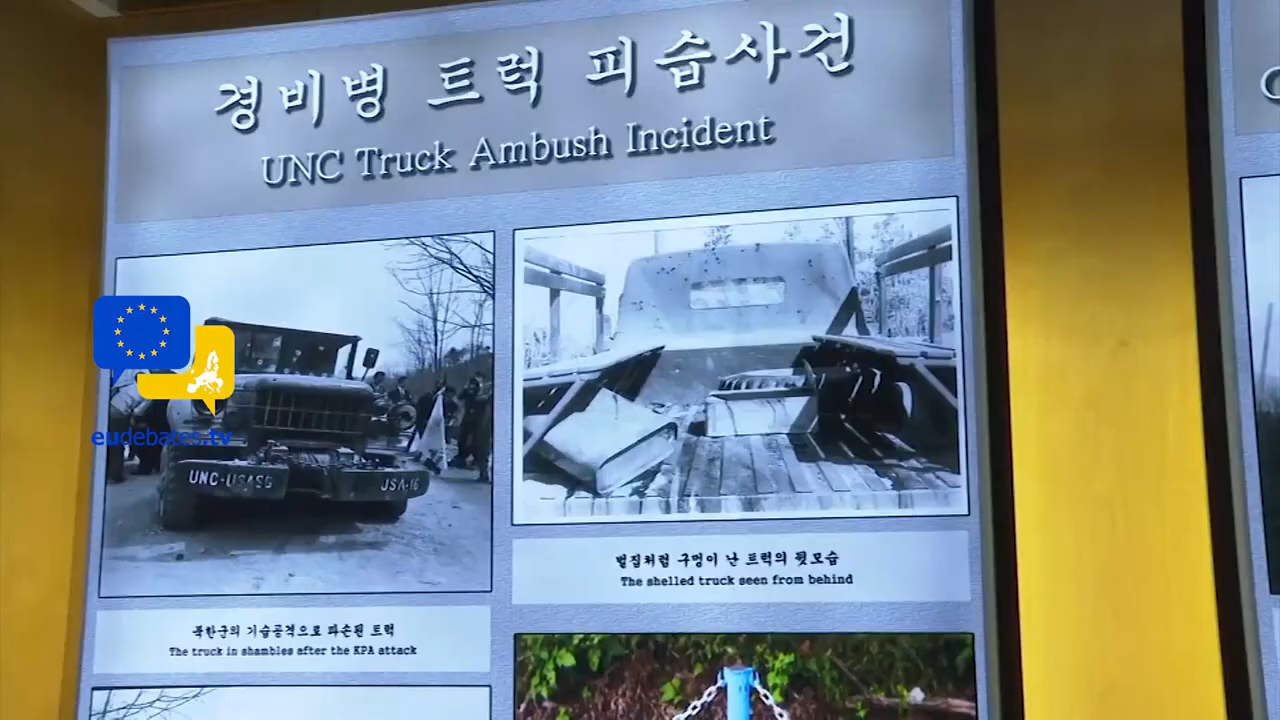 경비병 트럭 피습사건
UNC Truck Ambush Incident
eudebates.tv
UNC-USASG
JSA-16
벌집처럼 구멍이 난 트럭의 뒷모습
The shelled truck seen from behind
북한군의 기습공격으로 파손된 트럭
The truck in shambles after the KPA attack